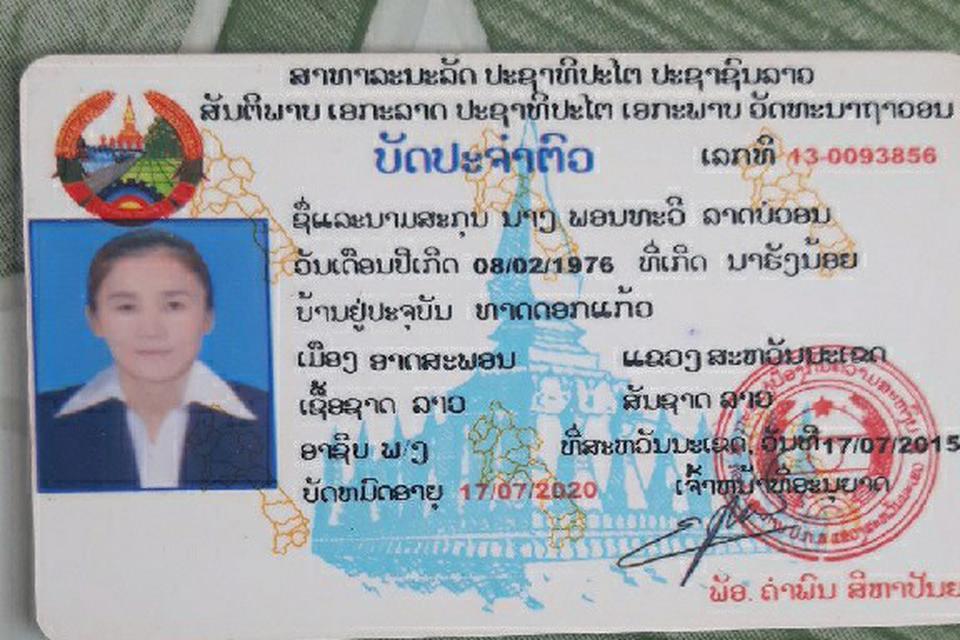 ສາທາລະນະລັດ ປະຊາທິປະໄຕ ປະຊາຊົນລາວ
ສັນຕິພາບ ເອກະລາດ ປະຊາທິປະໄຕ ເອກະພາບ ວັດທະນາຖາວອນ
ບັດປະຈຳຕົວ ເລກທີ 13-0093856
ຊື່ແລະນາມສະກຸນ ນາງ ພອນທະວີ ລາດບົວອນ
ວັນເດືອນປີເກີດ 08/02/1976 ທີ່ເກີດ ນາຮັງນ້ອຍ
ບ້ານຢູ່ປະຈຸບັນ ທາດດອກແກ້ວ
ເມືອງ ອາດສະພອນ ແຂວງ ສະຫວັນນະເຂດ
ເຊື້ອຊາດ ລາວ ສັນຊາດ ລາວ
ອາຊີບ ພ/ງ ທີ່ສະຫວັນນະເຂດ, ວັນທີ 17/07/2015
ບັດຫມົດອາຍຸ 17/07/2020 ເຈົ້າຫນ້າທີ່ອະນຸຍາດ
ພັອ. ຄຳພົນ ສີຫາປັນຍ